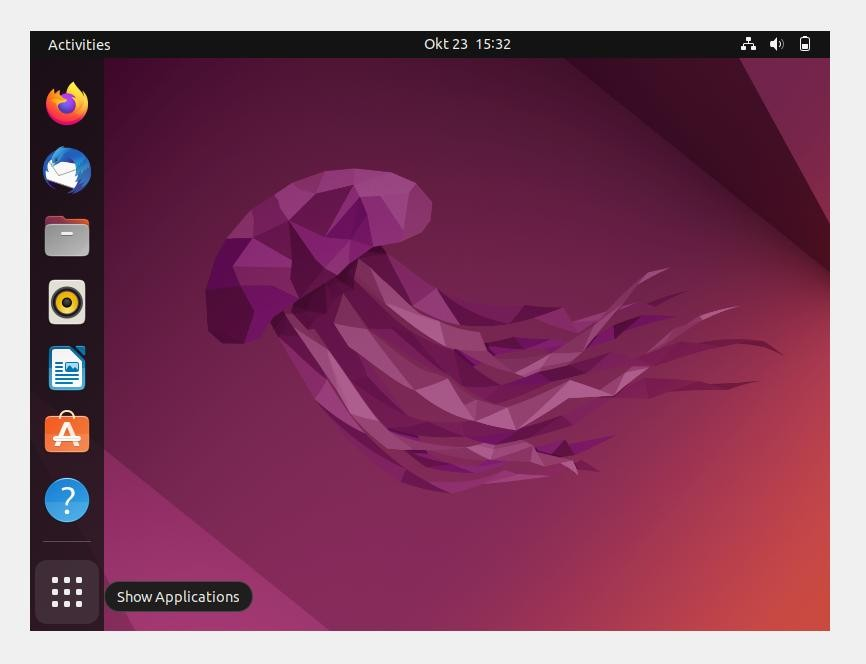 Activities
Okt 23 15:32
Show Applications